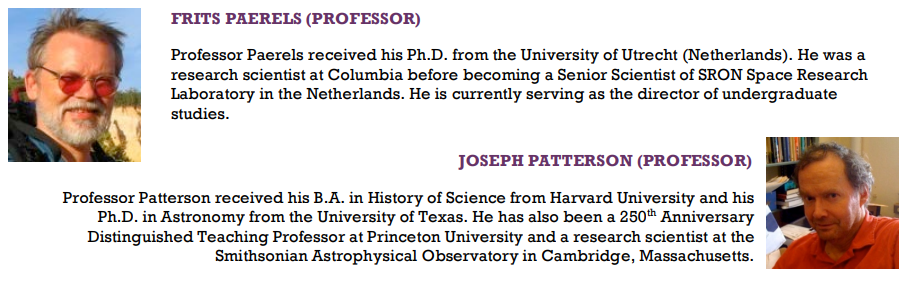 FRITS PAERELS (PROFESSOR)
Professor Paerels received his Ph.D. from the University of Utrecht (Netherlands). He was a
research scientist at Columbia before becoming a Senior Scientist of SRON Space Research
Laboratory in the Netherlands. He is currently serving as the director of undergraduate
studies.
JOSEPH PATTERSON (PROFESSOR)
Professor Patterson received his B.A. in History of Science from Harvard University and his
Ph.D. in Astronomy from the University of Texas. He has also been a 250th Anniversary
Distinguished Teaching Professor at Princeton University and a research scientist at the
Smithsonian Astrophysical Observatory in Cambridge, Massachusetts.